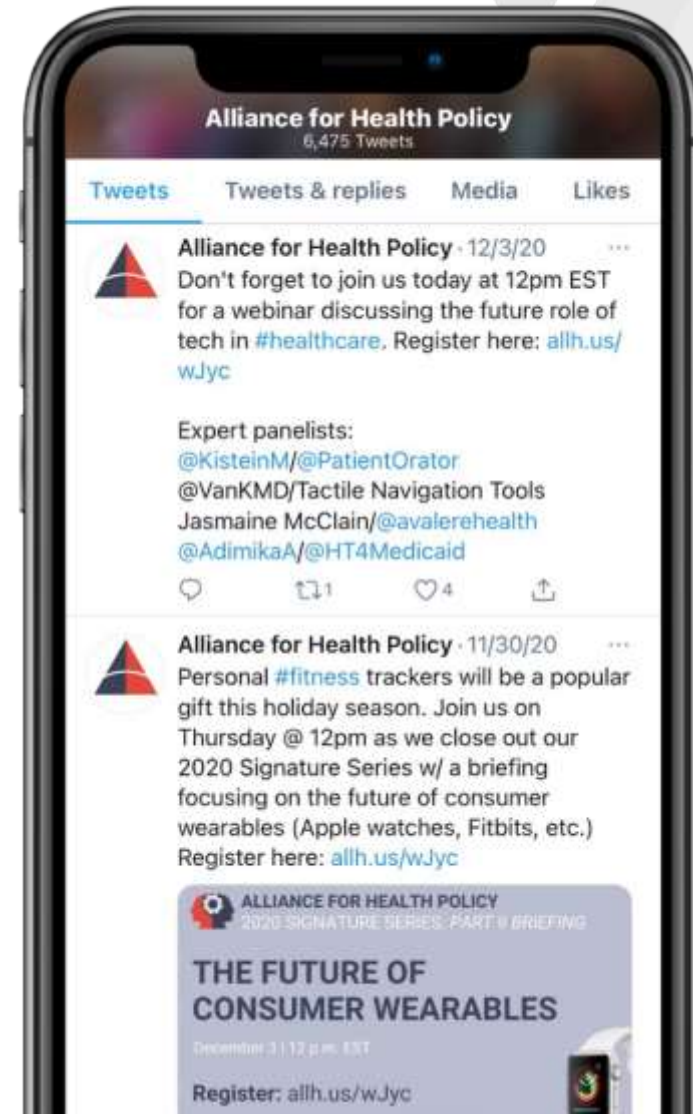 Alliance for Health Policy
6,475 Tweets
Tweets Tweets & replies Media Likes
Alliance for Health Policy · 12/3/20 ...
Don't forget to join us today at 12pm EST
for a webinar discussing the future role of
tech in #healthcare. Register here: allh.us/
wJyc
Expert panelists:
@KisteinM/@PatientOrator
@VanKMD/Tactile Navigation Tools
Jasmaine McClain/@avalerehealth
@AdimikaA/@HT4Medicaid
1 4
Alliance for Health Policy · 11/30/20 ...
Personal #fitness trackers will be a popular
gift this holiday season. Join us on
Thursday @ 12pm as we close out our
2020 Signature Series w/ a briefing
focusing on the future of consumer
wearables (Apple watches, Fitbits, etc.)
Register here: allh.us/wJyc
ALLIANCE FOR HEALTH POLICY
2020 SIGNATURE SERIES: PART II BRIEFING
THE FUTURE OF
CONSUMER WEARABLES
December 3 | 12 p.m. EST
Register: allh.us/wJyc